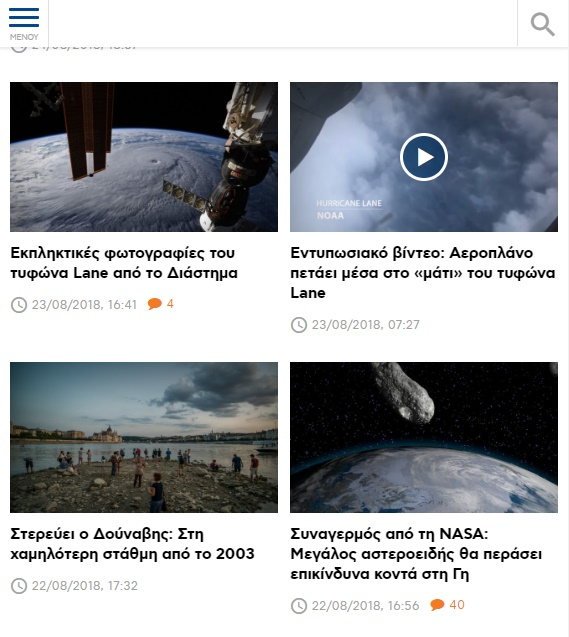 ΜΕΝΟΥ
HURRICANE LANE
NOAA
Εκπληκτικές φωτογραφίες του
τυφώνα Lane από το Διάστημα
23/08/2018, 16:41 4
Εντυπωσιακό βίντεο: Αεροπλάνο
πετάει μέσα στο «μάτι» του τυφώνα
Lane
23/08/2018, 07:27
Στερεύει ο Δούναβης: Στη
χαμηλότερη στάθμη από το 2003
22/08/2018, 17:32
Συναγερμός από τη NASA:
Μεγάλος αστεροειδής θα περάσει
επικίνδυνα κοντά στη Γη
22/08/2018, 16:56 40